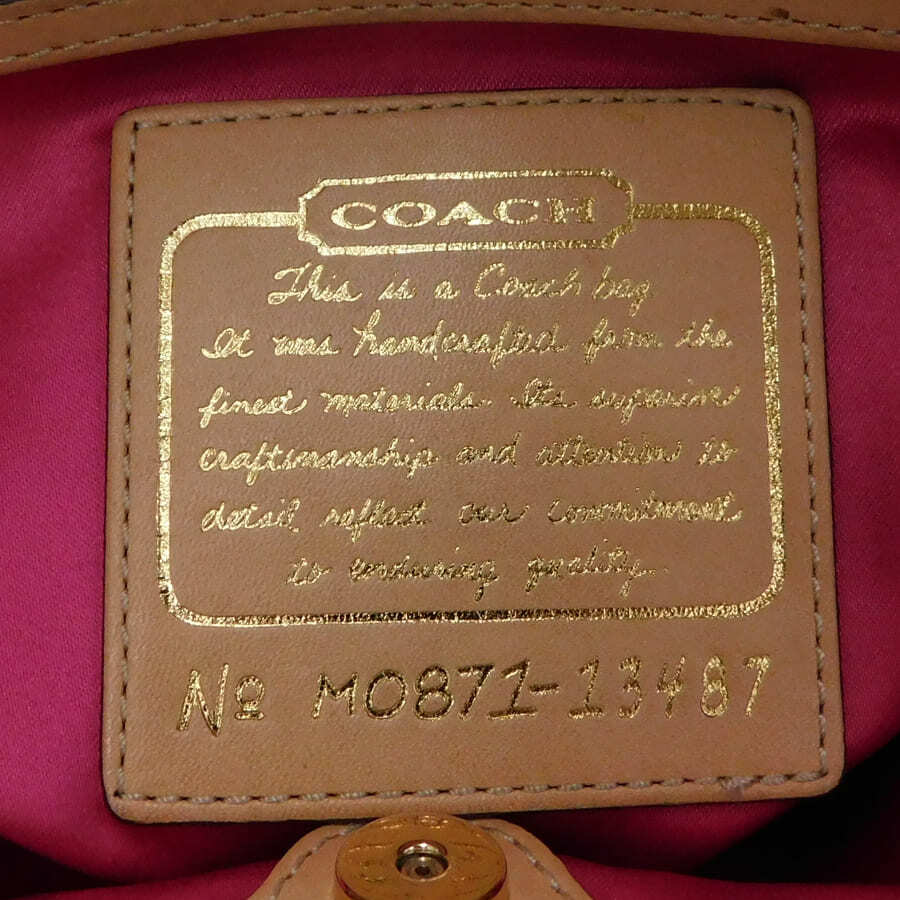 COACH
This is a Coach bag
It was handcrafted from the
finest materials. Its superior
craftsmanship and attention to
detail reflect our commitment
to enduring quality.
No M0871-13487